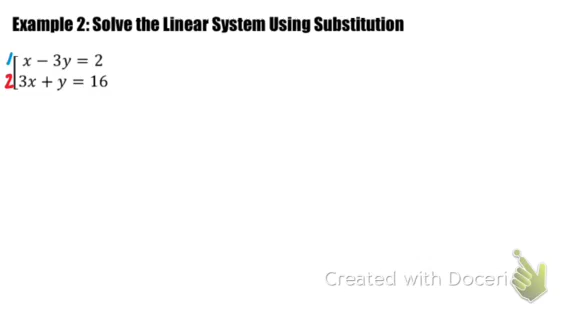 Example 2: Solve the Linear System Using Substitution
1 x − 3y = 2
2 3x + y = 16
Created with Doceri